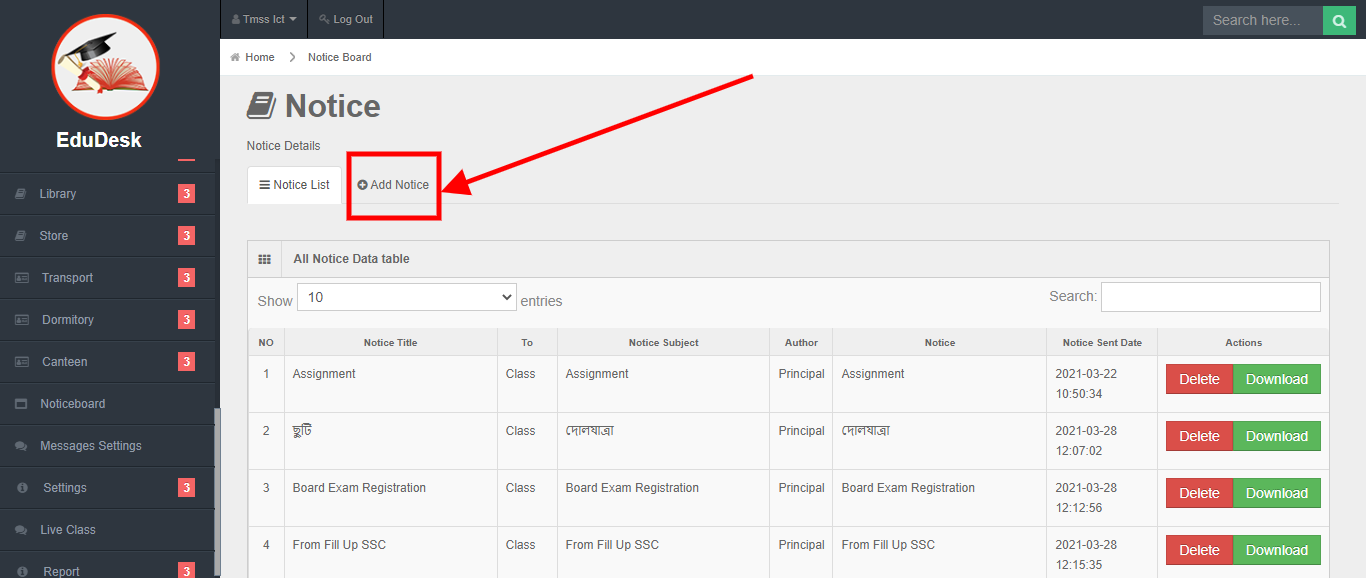 Tmss Ict
Log Out
Search here...
Home
Notice Board
EduDesk
Library 3
Store 3
Transport 3
Dormitory 3
Canteen 3
Noticeboard
Messages Settings
Settings 3
Live Class
Report 3
Notice
Notice Details
Notice List
Add Notice
All Notice Data table
Show 10 entries
Search:
NO Notice Title To Notice Subject Author Notice Notice Sent Date Actions
1 Assignment Class Assignment Principal Assignment 2021-03-22 Delete Download
10:50:34
2 ছুটি Class দোলযাত্রা Principal দোলযাত্রা 2021-03-28 Delete Download
12:07:02
3 Board Exam Registration Class Board Exam Registration Principal Board Exam Registration 2021-03-28 Delete Download
12:12:56
4 From Fill Up SSC Class From Fill Up SSC Principal From Fill Up SSC 2021-03-28 Delete Download
12:15:35